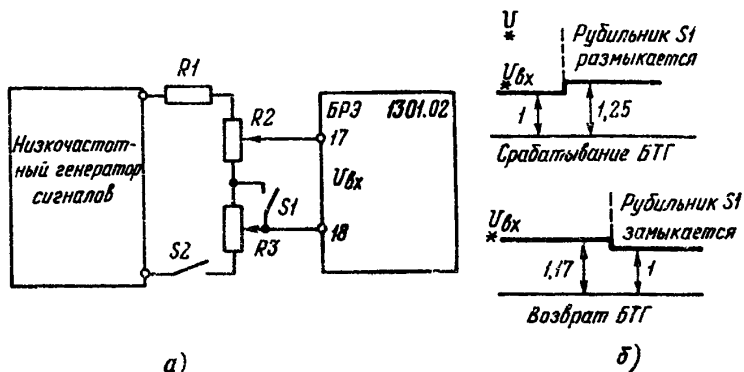 R1
R2
БРЭ 1301.02
17
Низкочастот-
ный генератор
сигналов
Uвх
S1
18
R3
S2
а)
U
*
Рубильник S1
размыкается
*Uвх
1
1,25
Срабатывание БТГ
Uвх
*
Рубильник S1
замыкается
1,17
1
Возврат БТГ
б)